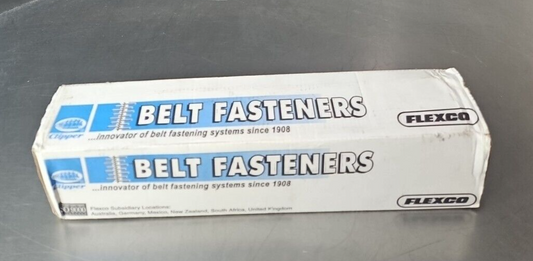 Clipper
BELT FASTENERS
...innovator of belt fastening systems since 1908
FLEXCO
Clipper
BELT FASTENERS
...innovator of belt fastening systems since 1908
FLEXCO
Flexco Subsidiary Locations:
Australia, Germany, Mexico, New Zealand, South Africa, United Kingdom